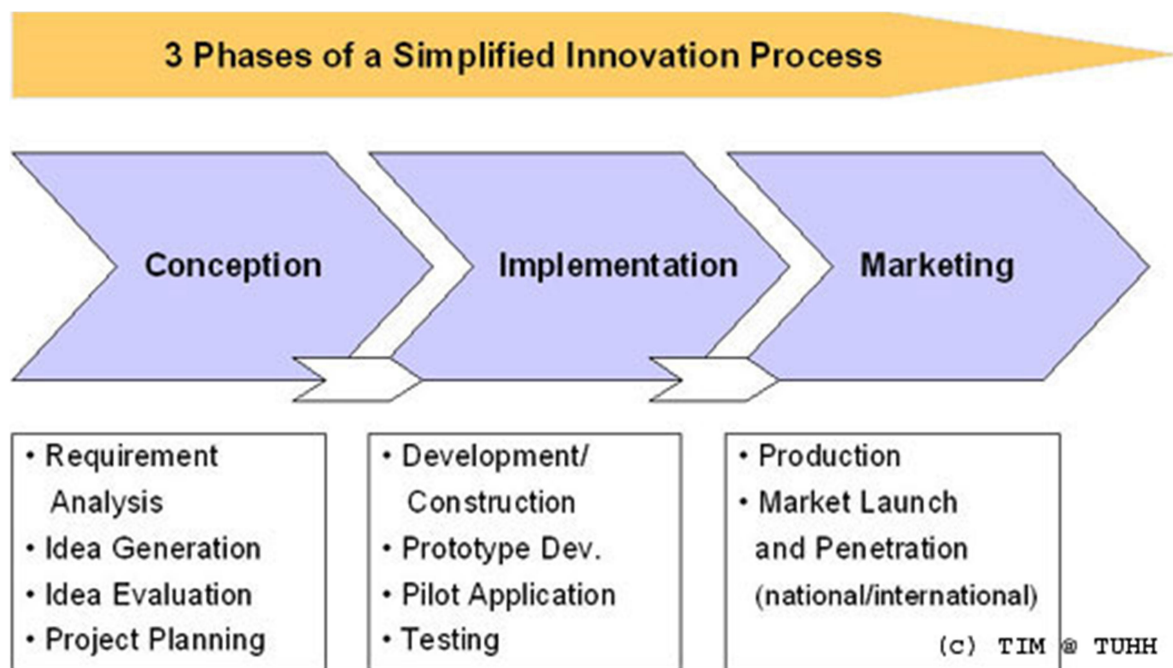 3 Phases of a Simplified Innovation Process
Conception
Implementation
Marketing
• Requirement
Analysis
• Idea Generation
• Idea Evaluation
• Project Planning
• Development/
Construction
• Prototype Dev.
• Pilot Application
• Testing
• Production
• Market Launch
and Penetration
(national/international)
(c) TIM @ TUHH